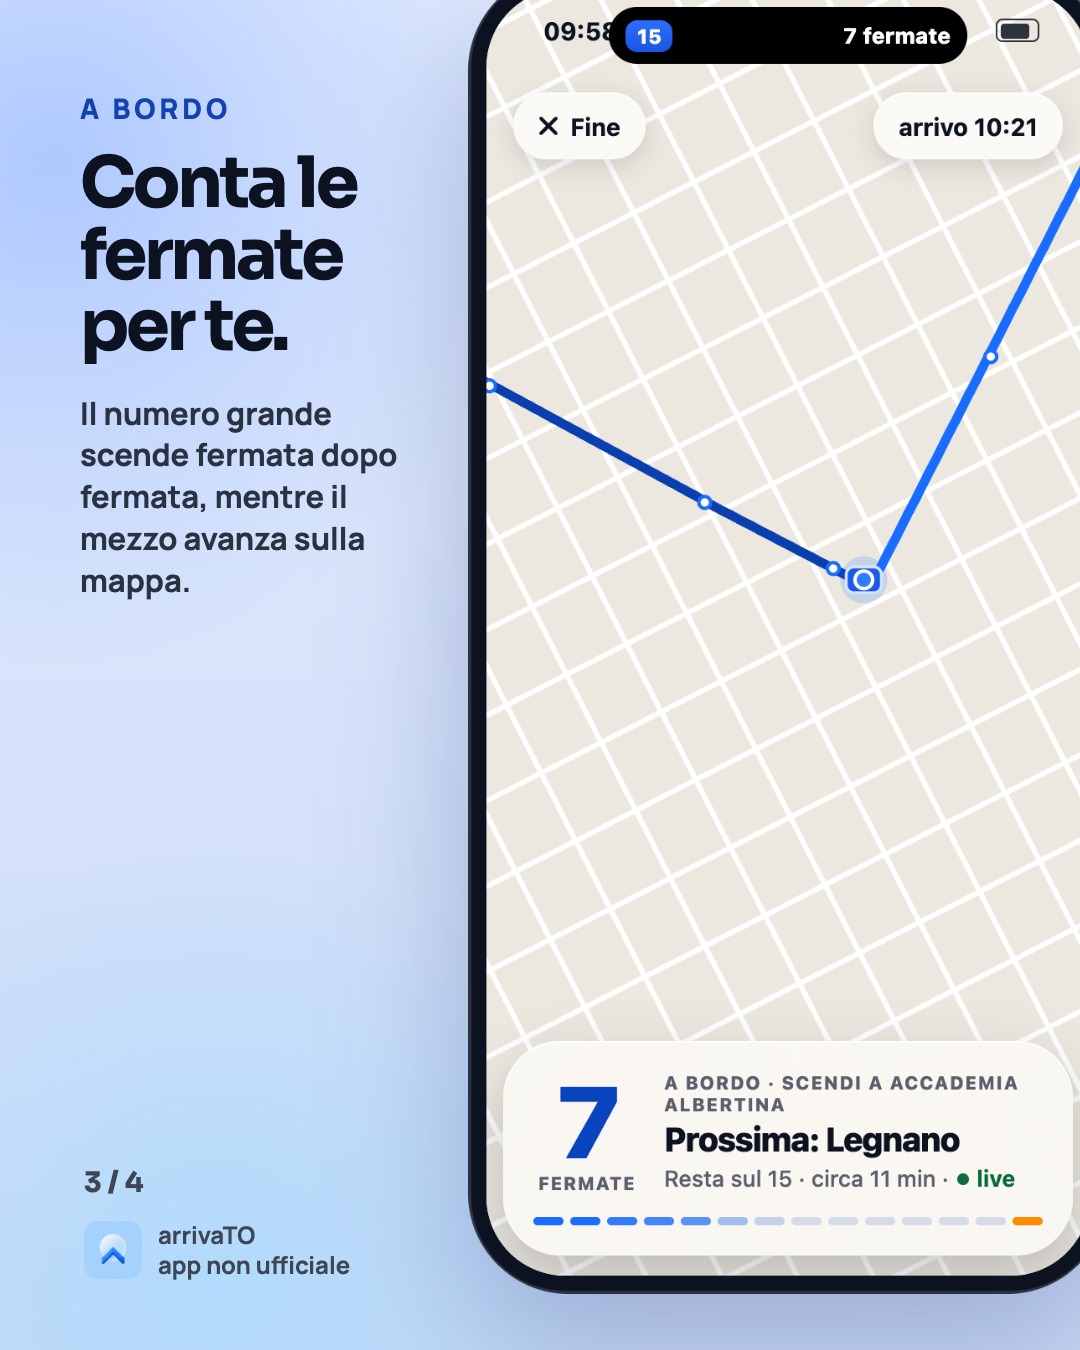 A BORDO
Conta le
fermate
per te.
Il numero grande
scende fermata dopo
fermata, mentre il
mezzo avanza sulla
mappa.
3 / 4
arrivaTO
app non ufficiale
09:58
15
7 fermate
Fine
arrivo 10:21
7
FERMATE
A BORDO · SCENDI A ACCADEMIA
ALBERTINA
Prossima: Legnano
Resta sul 15 · circa 11 min · ● live